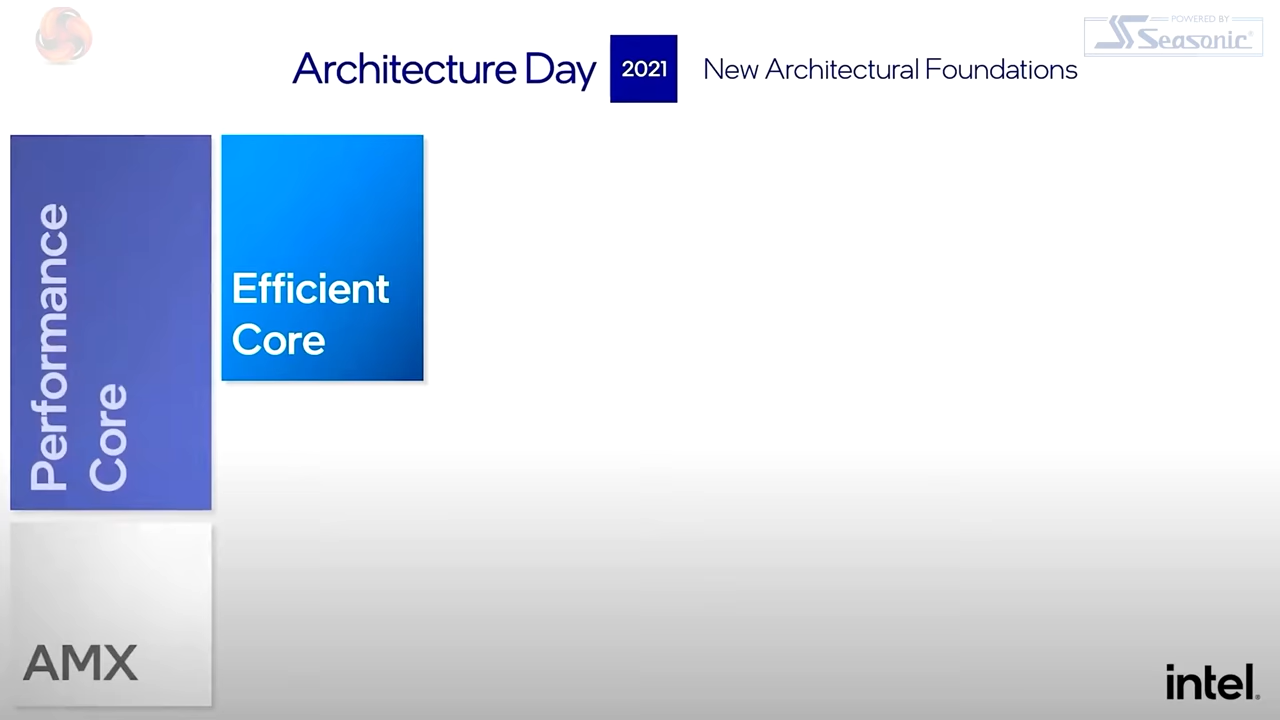 POWERED BY
Seasonic®
Architecture Day 2021 New Architectural Foundations
Performance
Core
Efficient
Core
AMX
intel.